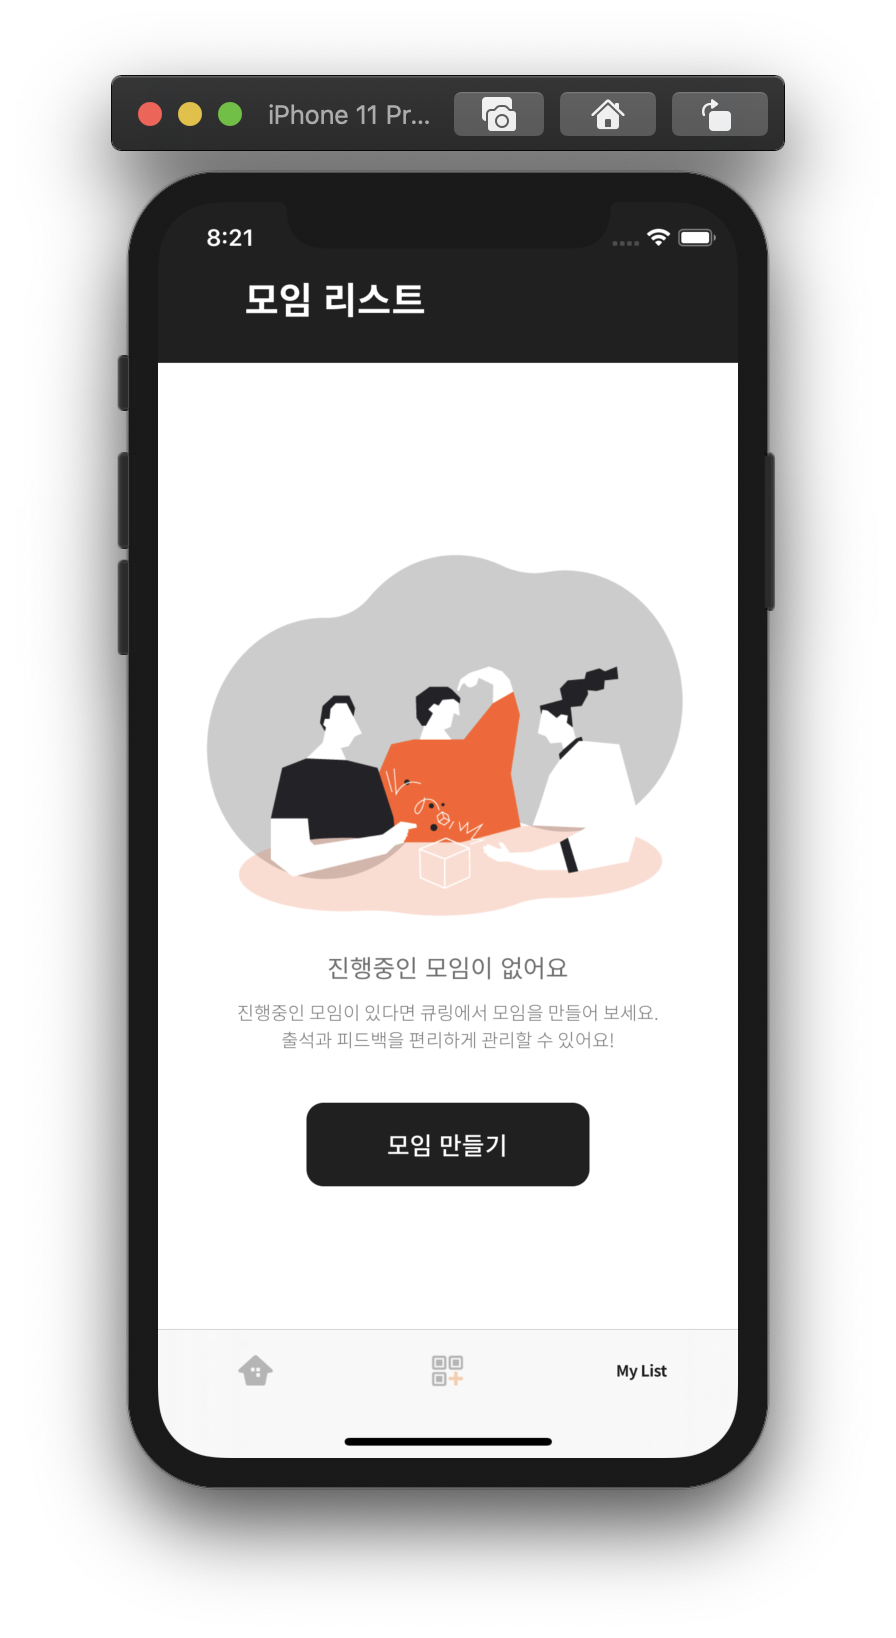 iPhone 11 Pr...
8:21
모임 리스트
진행중인 모임이 없어요
진행중인 모임이 있다면 큐링에서 모임을 만들어 보세요.
출석과 피드백을 편리하게 관리할 수 있어요!
모임 만들기
My List